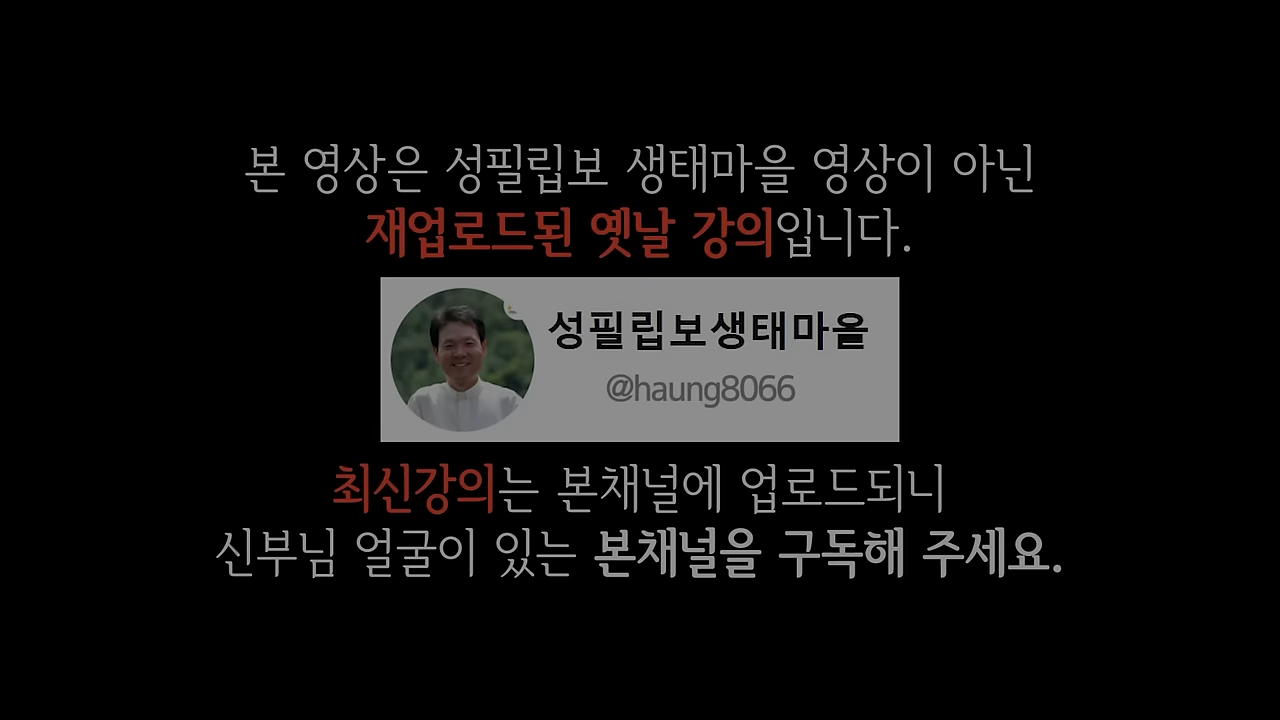 본 영상은 성필립보 생태마을 영상이 아닌
재업로드된 옛날 강의입니다.
성필립보생태마을
@haung8066
최신강의는 본채널에 업로드되니
신부님 얼굴이 있는 본채널을 구독해 주세요.